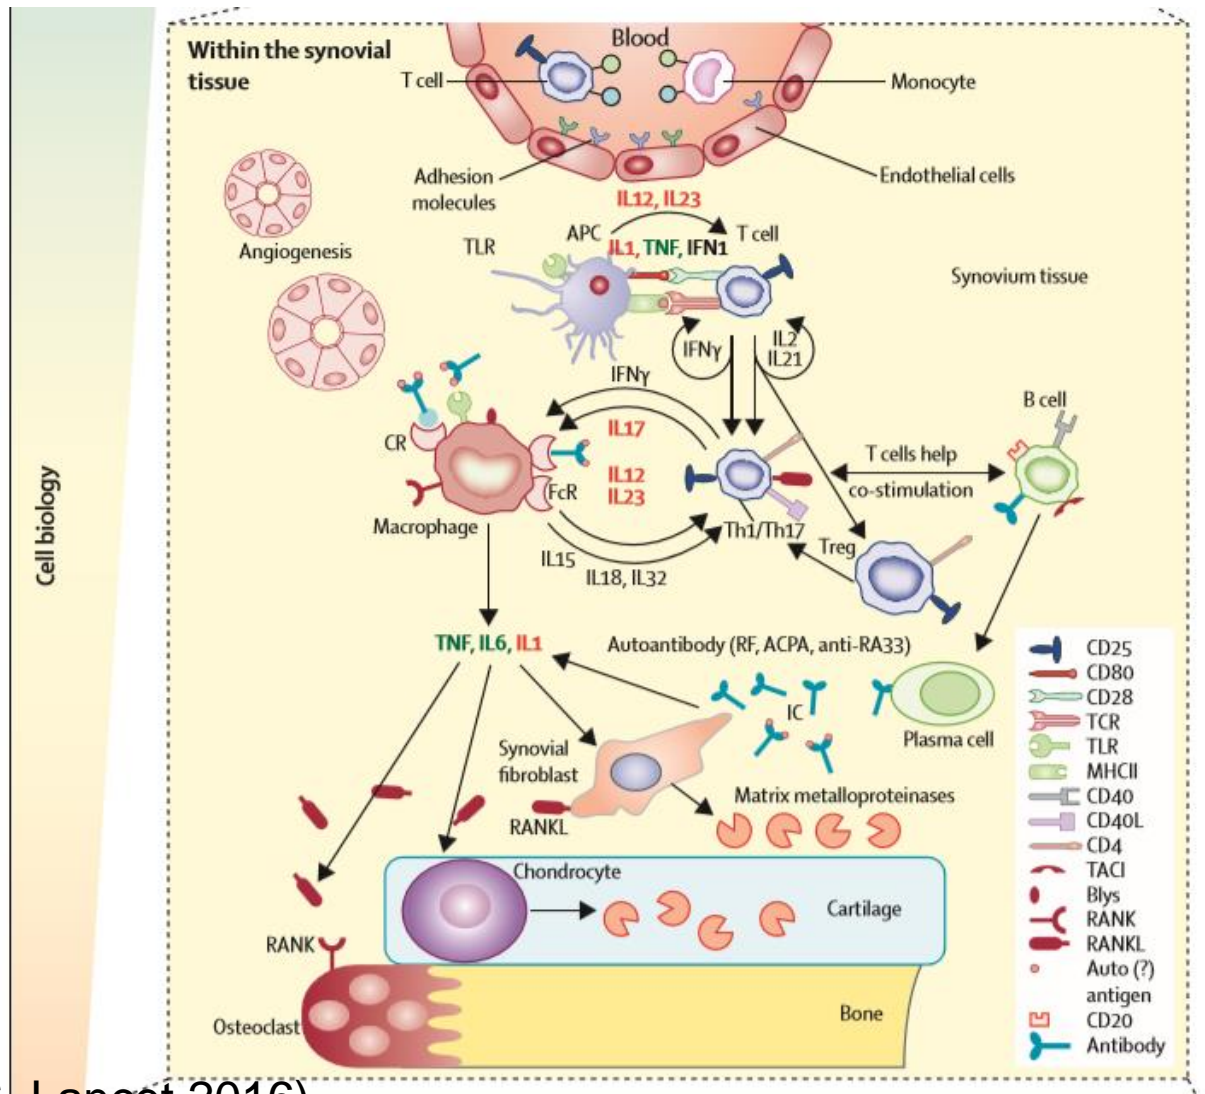 Within the synovial
tissue
Blood
T cell
Monocyte
Adhesion
molecules
Endothelial cells
Angiogenesis
IL12, IL23
TLR
APC
T cell
IL1, TNF, IFN1
Synovium tissue
IFNγ
IL2
IL21
IFNγ
B cell
CR
IL17
T cells help
co-stimulation
IL12
IL23
FcR
Macrophage
Th1/Th17
Treg
IL15
IL18, IL32
Cell biology
TNF, IL6, IL1
Autoantibody (RF, ACPA, anti-RA33)
IC
Plasma cell
Synovial
fibroblast
RANKL
Matrix metalloproteinases
Chondrocyte
Cartilage
RANK
Osteoclast
Bone
CD25
CD80
CD28
TCR
TLR
MHCII
CD40
CD40L
CD4
TACI
Blys
RANK
RANKL
Auto (?)
antigen
CD20
Antibody
Lancet 2016)